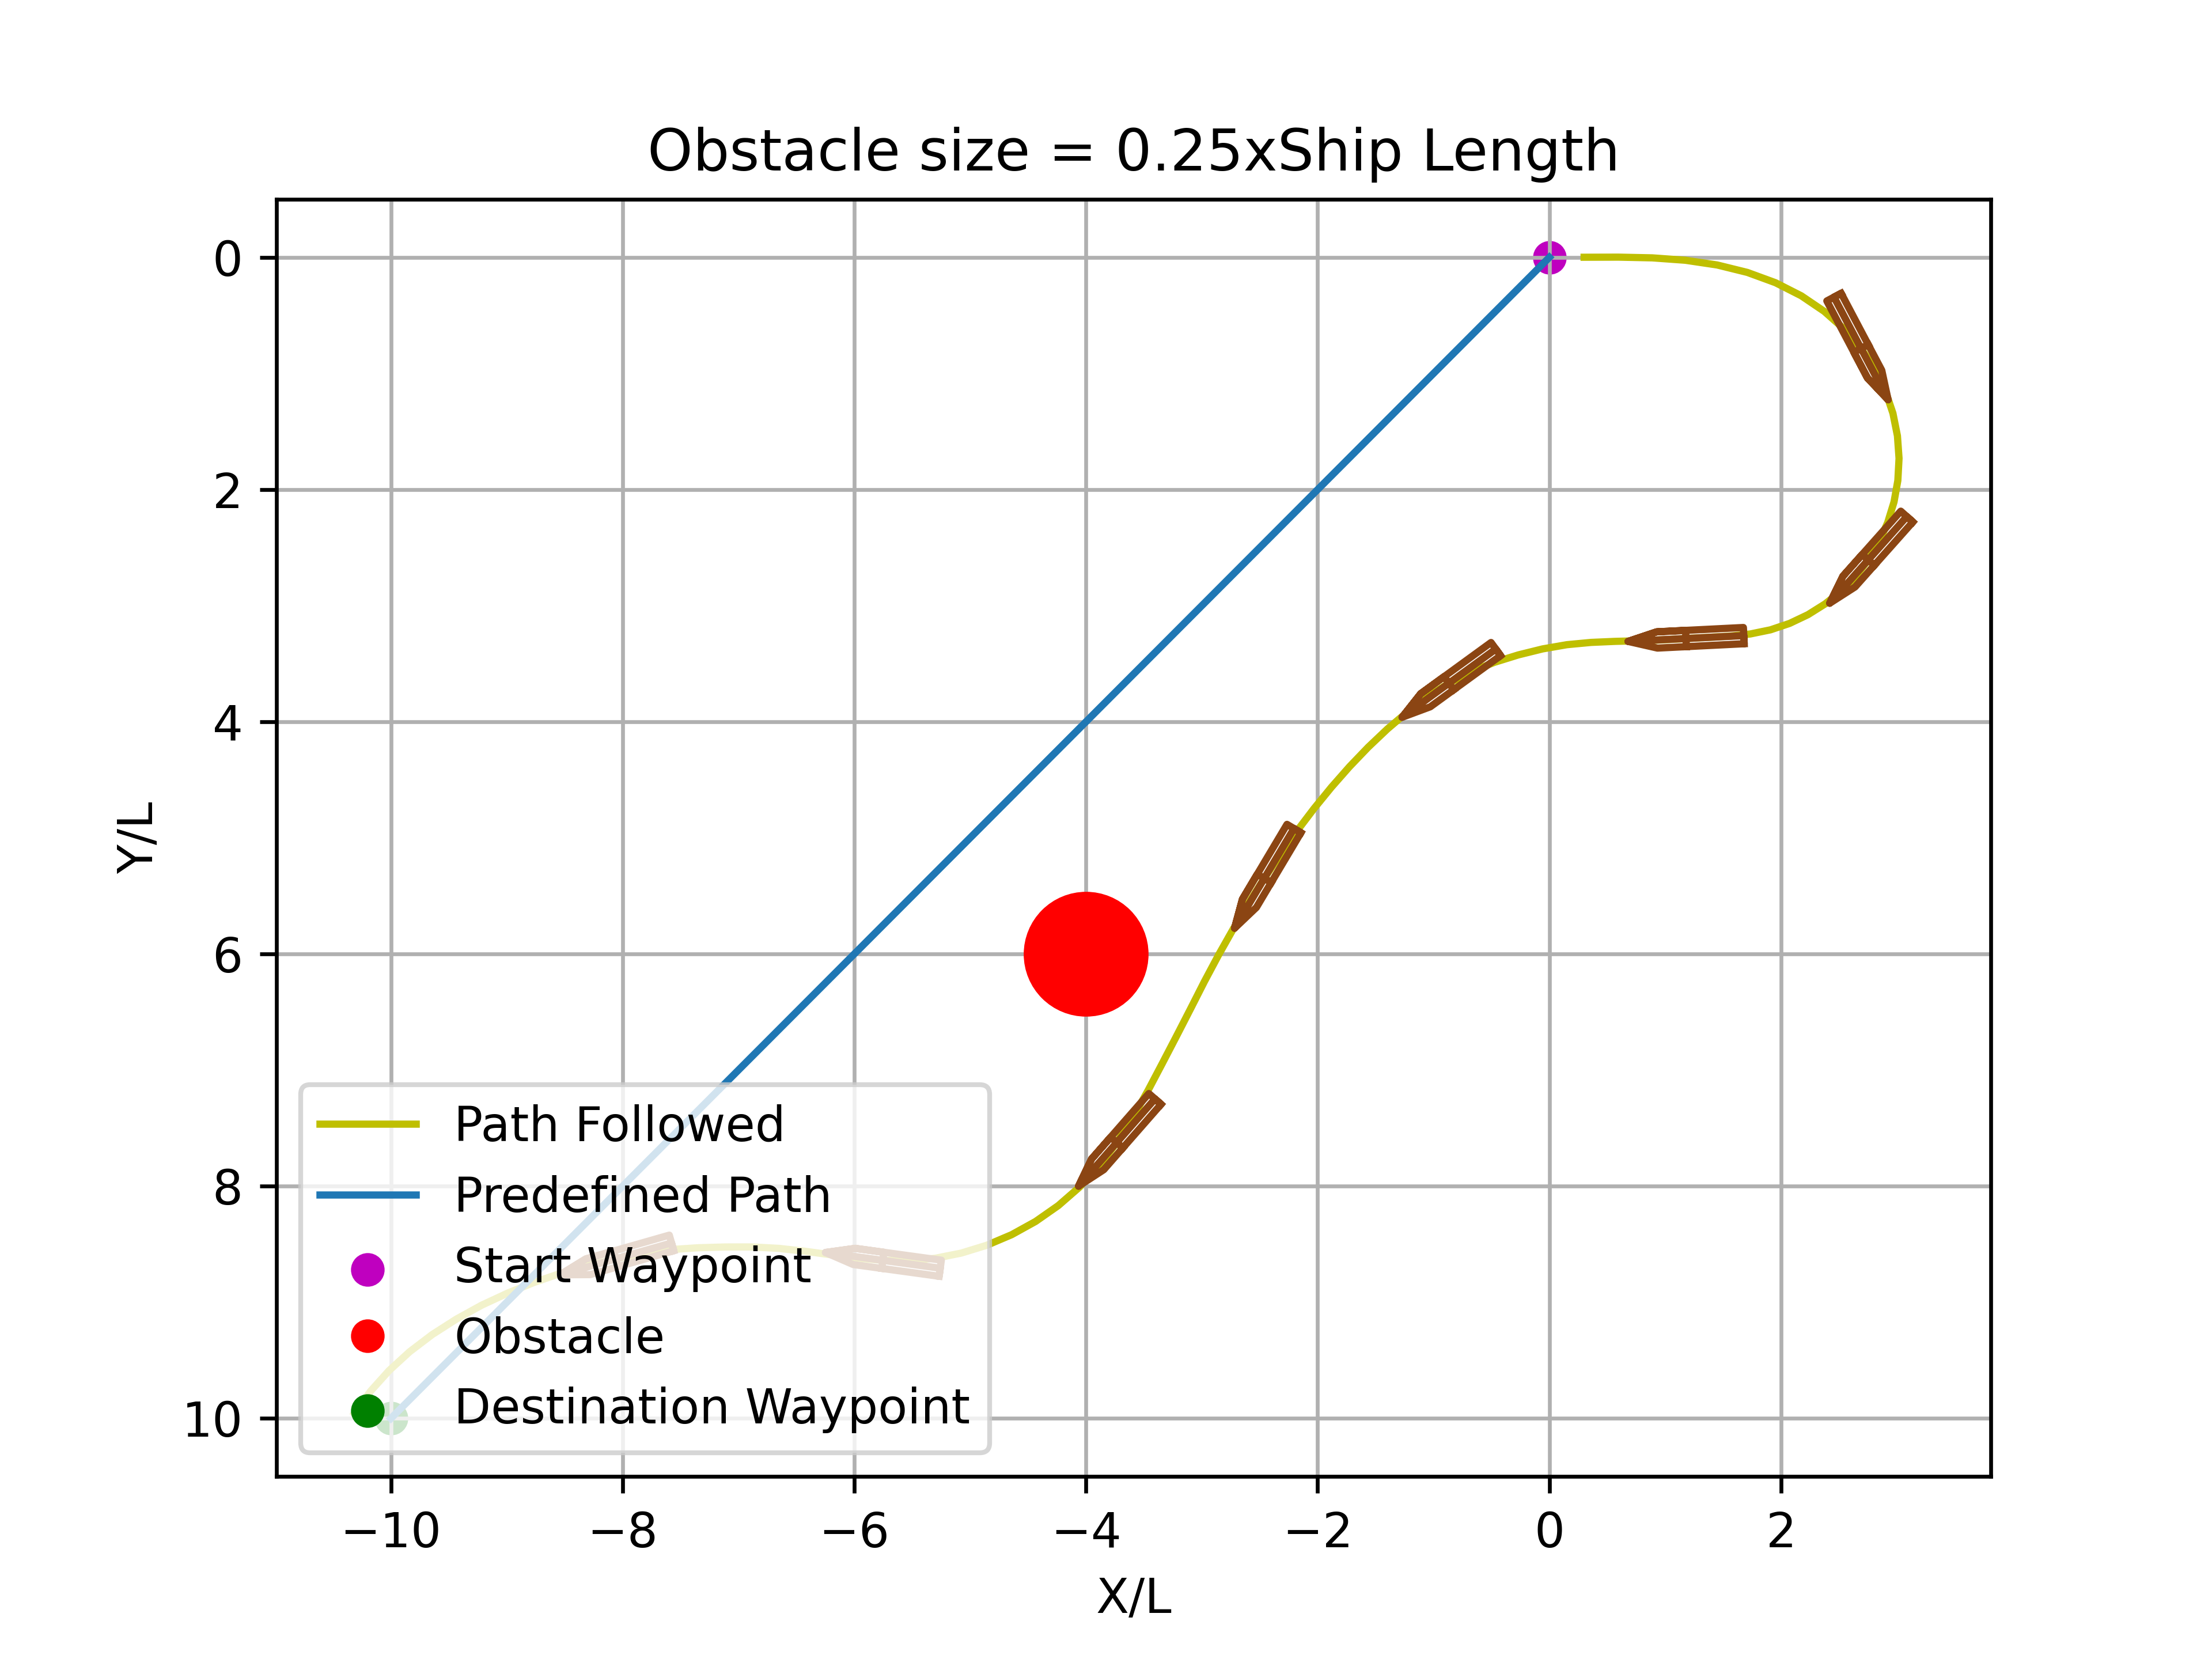 Obstacle size = 0.25xShip Length
0
2
4
6
8
10
Y/L
Path Followed
Predefined Path
Start Waypoint
Obstacle
Destination Waypoint
−10 −8 −6 −4 −2 0 2
X/L